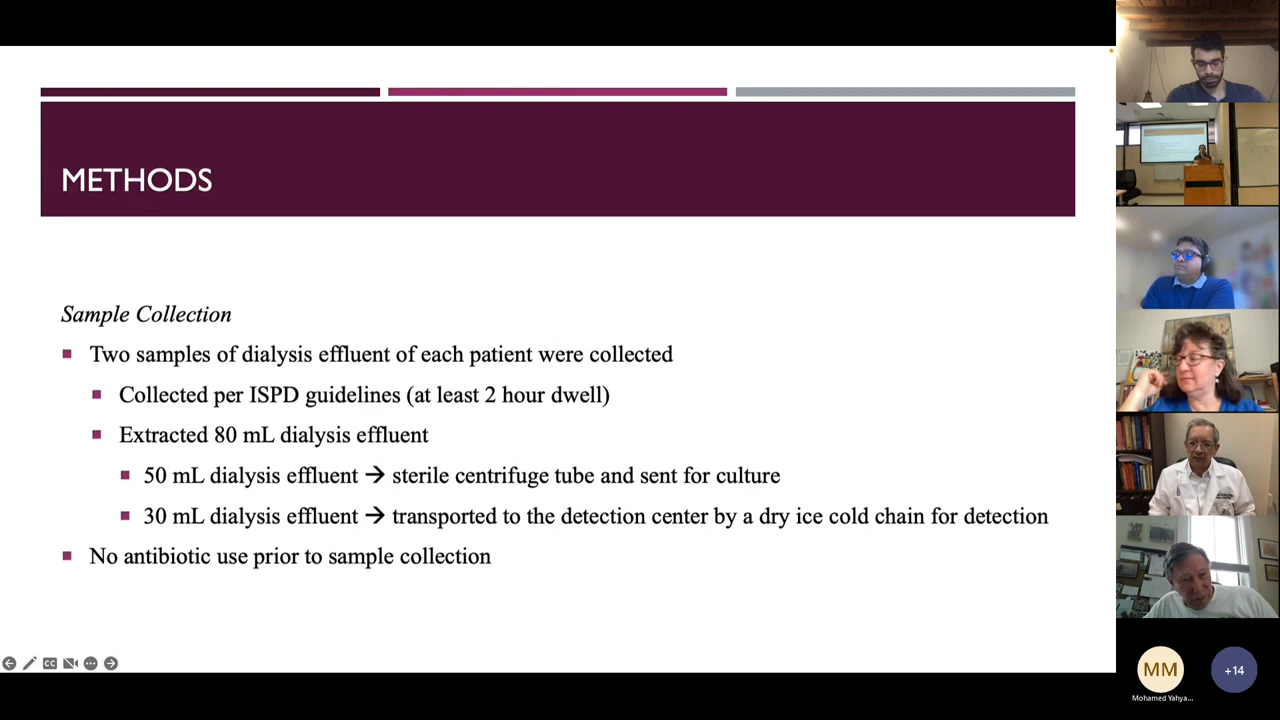 METHODS
Sample Collection
Two samples of dialysis effluent of each patient were collected
Collected per ISPD guidelines (at least 2 hour dwell)
Extracted 80 mL dialysis effluent
50 mL dialysis effluent → sterile centrifuge tube and sent for culture
30 mL dialysis effluent → transported to the detection center by a dry ice cold chain for detection
No antibiotic use prior to sample collection
CC
MM
+14
Mohamed Yahya...